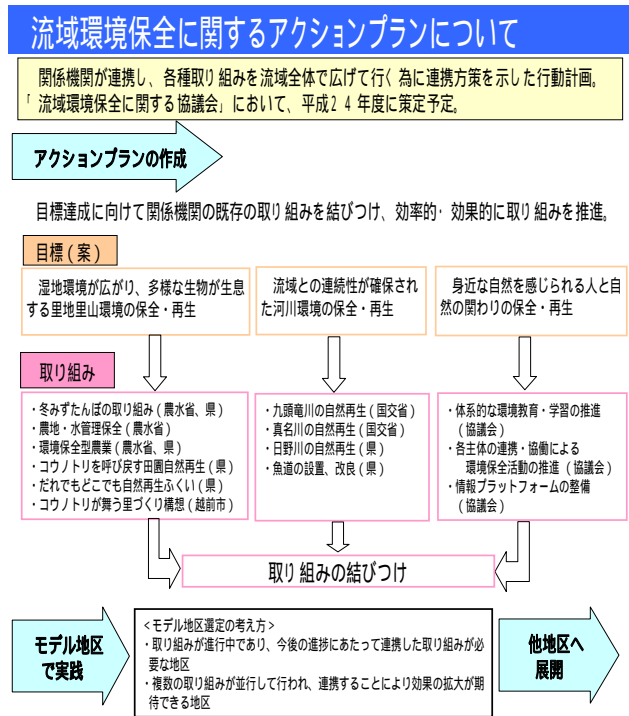 流域環境保全に関するアクションプランについて
関係機関が連携し、各種取り組みを流域全体で広げて行く為に連携方策を示した行動計画。
「流域環境保全に関する協議会」において、平成24年度に策定予定。
アクションプランの作成
目標達成に向けて関係機関の既存の取り組みを結びつけ、効率的・効果的に取り組みを推進。
目標(案)
湿地環境が広がり、多様な生物が生息
する里地里山環境の保全・再生
流域との連続性が確保され
た河川環境の保全・再生
身近な自然を感じられる人と自
然の関わりの保全・再生
取り組み
・冬みずたんぼの取り組み(農水省、県)
・農地・水管理保全(農水省)
・環境保全型農業(農水省、県)
・コウノトリを呼び戻す田園自然再生(県)
・だれでもどこでも自然再生ふくい(県)
・コウノトリが舞う里づくり構想(越前市)
・九頭竜川の自然再生(国交省)
・真名川の自然再生(国交省)
・日野川の自然再生(県)
・魚道の設置、改良(県)
・体系的な環境教育・学習の推進
(協議会)
・各主体の連携・協働による
環境保全活動の推進(協議会)
・情報プラットフォームの整備
(協議会)
取り組みの結びつけ
モデル地区
で実践
<モデル地区選定の考え方>
・取り組みが進行中であり、今後の進捗にあたって連携した取り組みが必
要な地区
・複数の取り組みが並行して行われ、連携することにより効果の拡大が期
待できる地区
他地区へ
展開